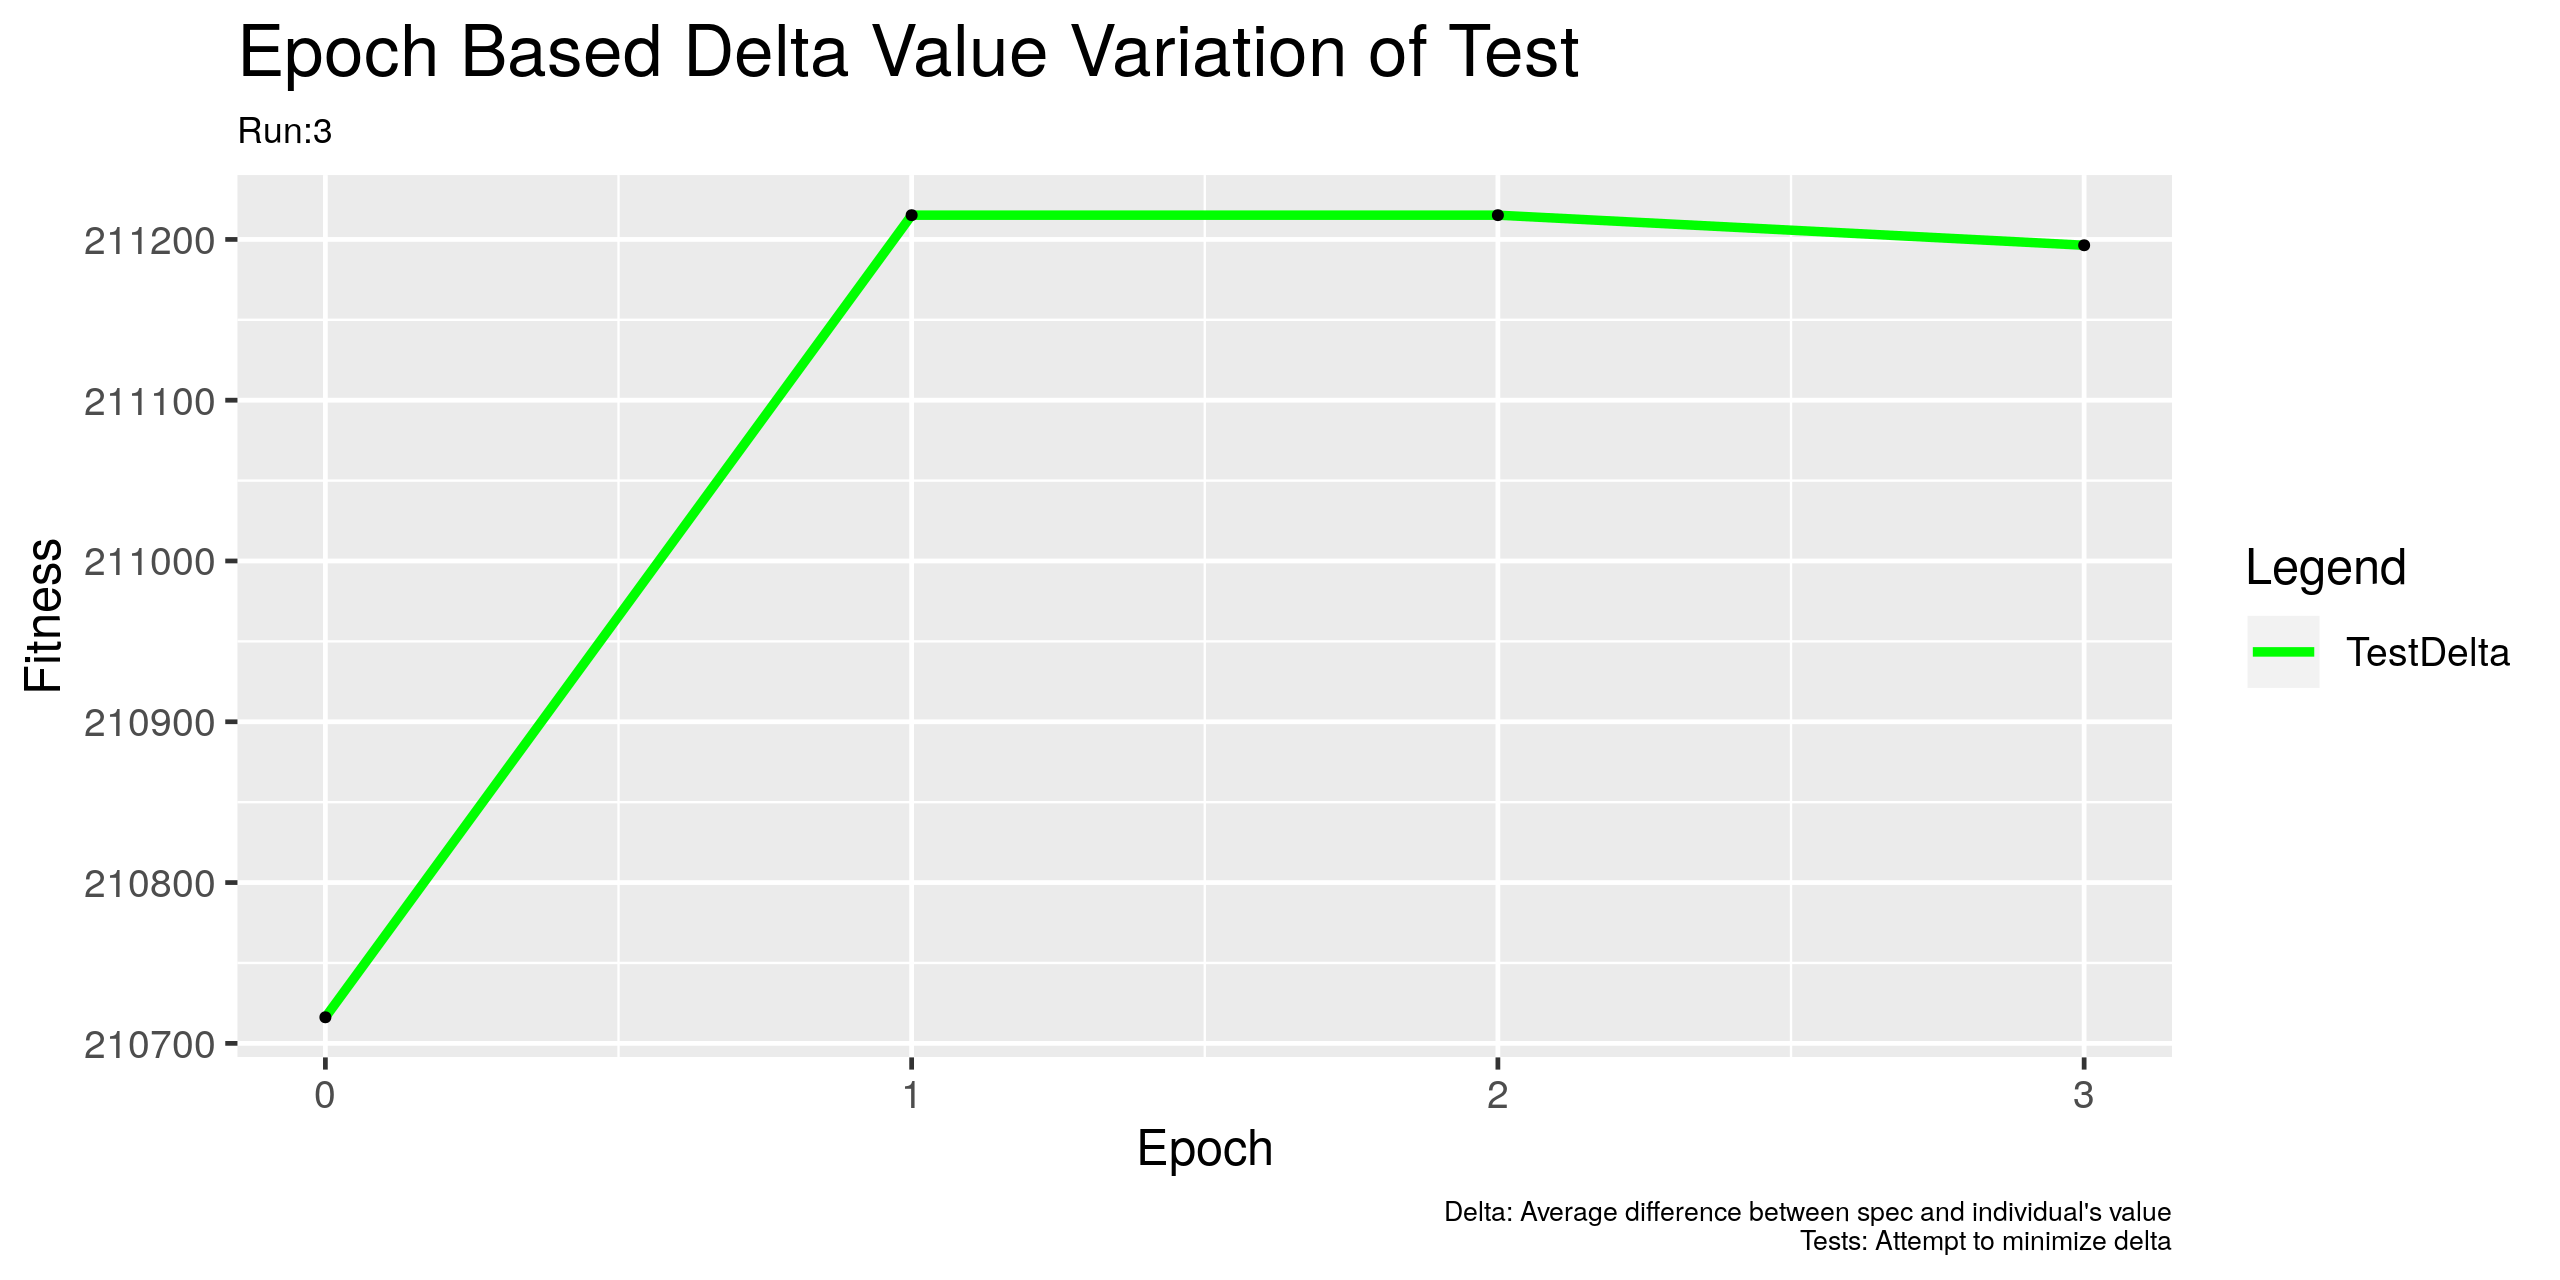 Epoch Based Delta Value Variation of Test
Run:3
211200
211100
211000
210900
210800
210700
Fitness
0 1 2 3
Epoch
Legend
TestDelta
Delta: Average difference between spec and individual's value
Tests: Attempt to minimize delta